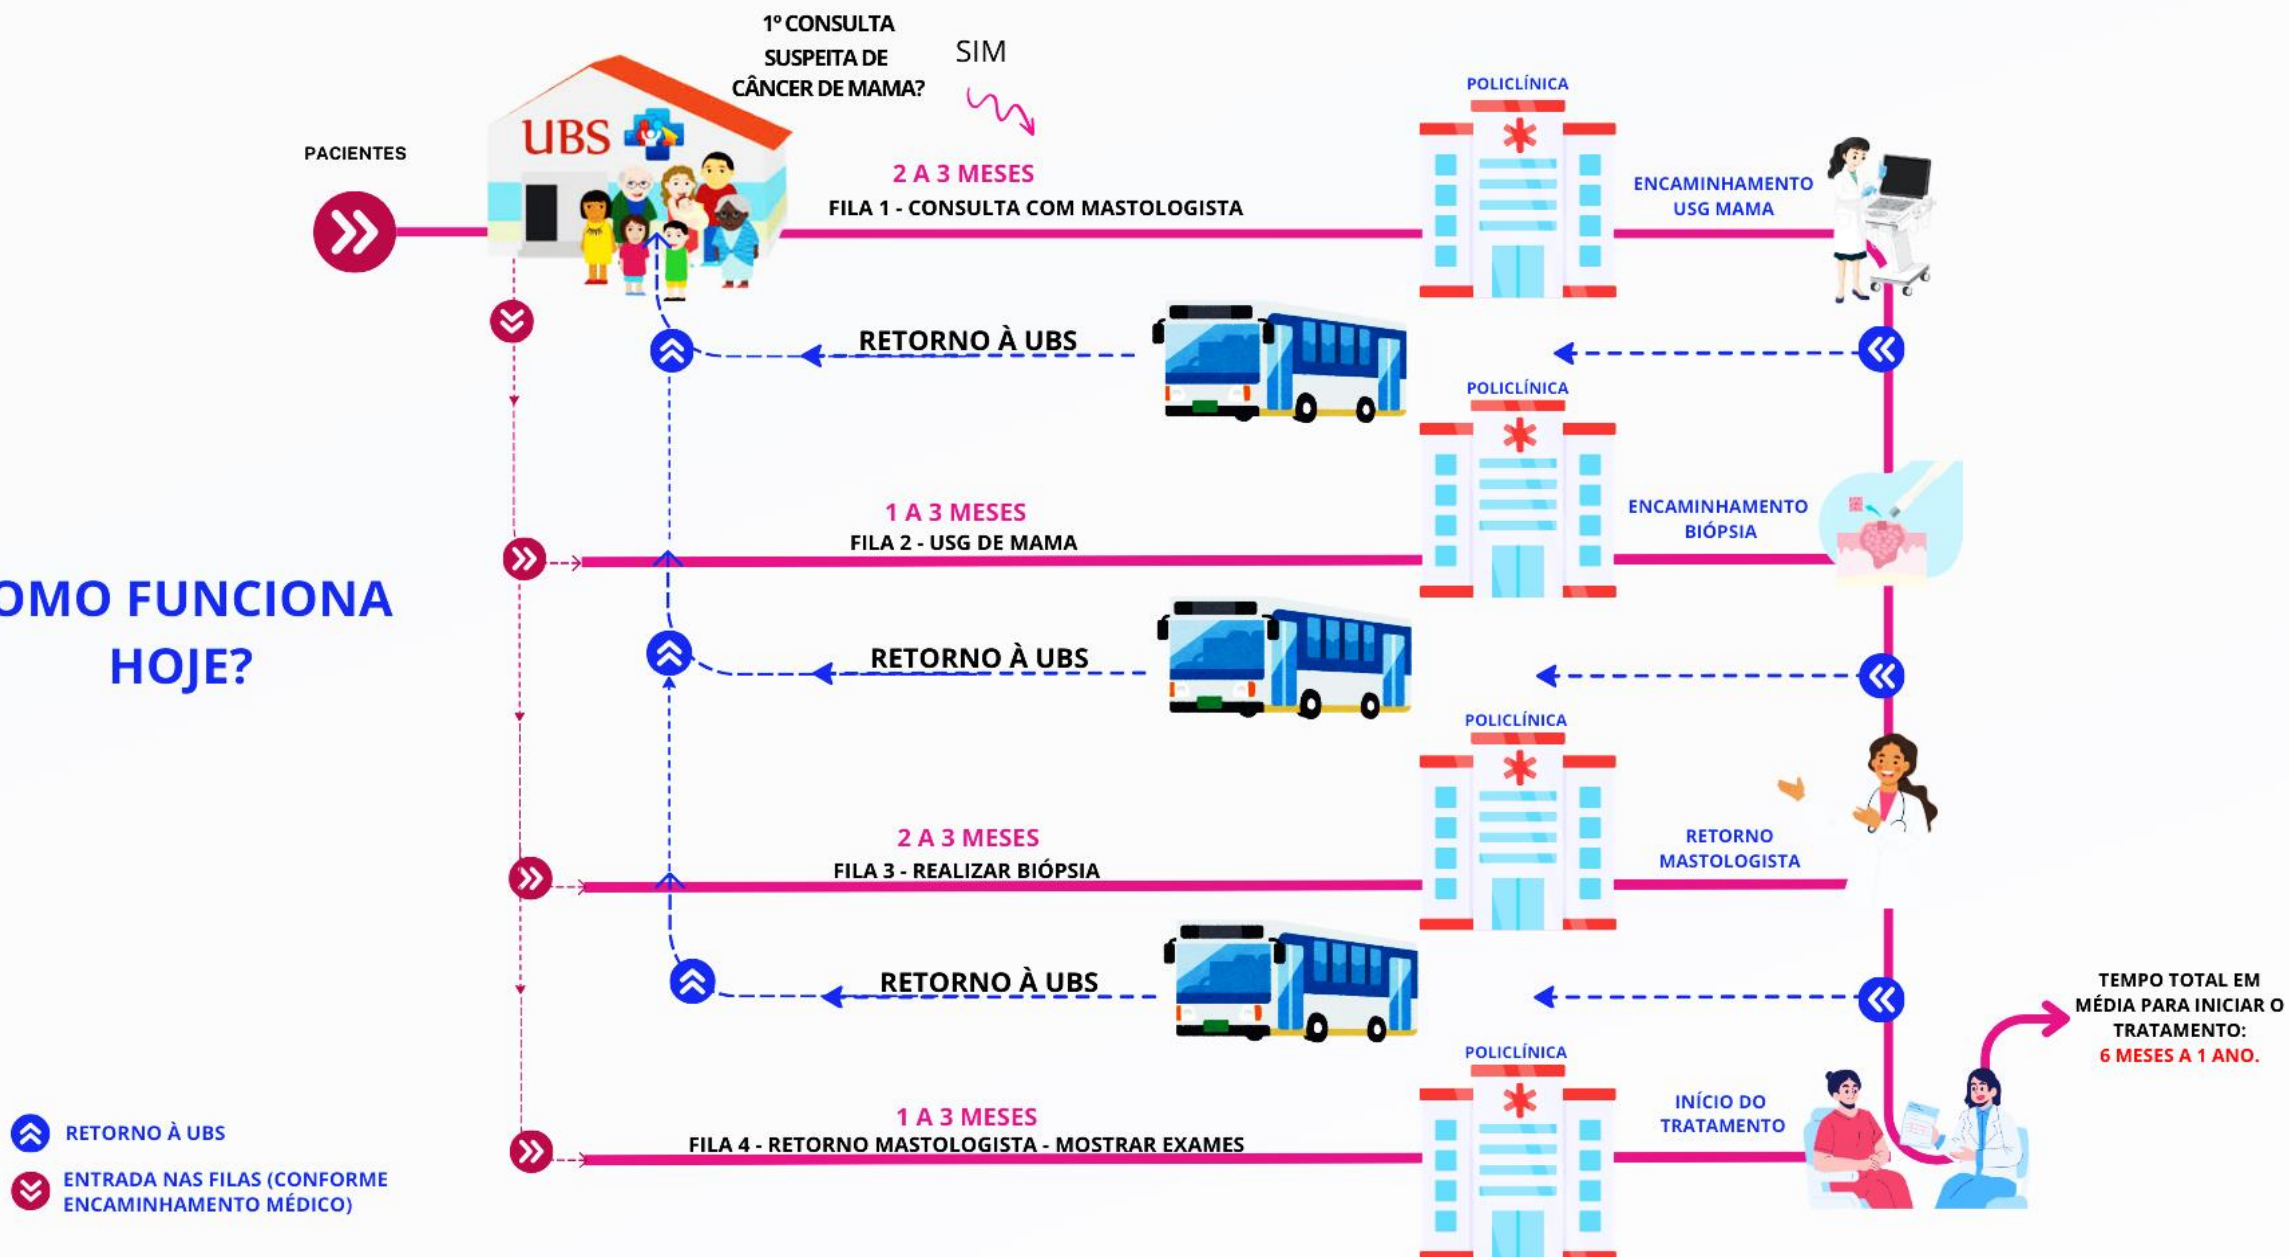 1º CONSULTA
SUSPEITA DE
CÂNCER DE MAMA?
SIM
PACIENTES
UBS
2 A 3 MESES
FILA 1 - CONSULTA COM MASTOLOGISTA
POLICLÍNICA
ENCAMINHAMENTO
USG MAMA
RETORNO À UBS
POLICLÍNICA
1 A 3 MESES
FILA 2 - USG DE MAMA
ENCAMINHAMENTO
BIÓPSIA
OMO FUNCIONA
HOJE?
RETORNO À UBS
POLICLÍNICA
2 A 3 MESES
FILA 3 - REALIZAR BIÓPSIA
RETORNO
MASTOLOGISTA
RETORNO À UBS
TEMPO TOTAL EM
MÉDIA PARA INICIAR O
TRATAMENTO:
6 MESES A 1 ANO.
POLICLÍNICA
1 A 3 MESES
FILA 4 - RETORNO MASTOLOGISTA - MOSTRAR EXAMES
INÍCIO DO
TRATAMENTO
RETORNO À UBS
ENTRADA NAS FILAS (CONFORME
ENCAMINHAMENTO MÉDICO)